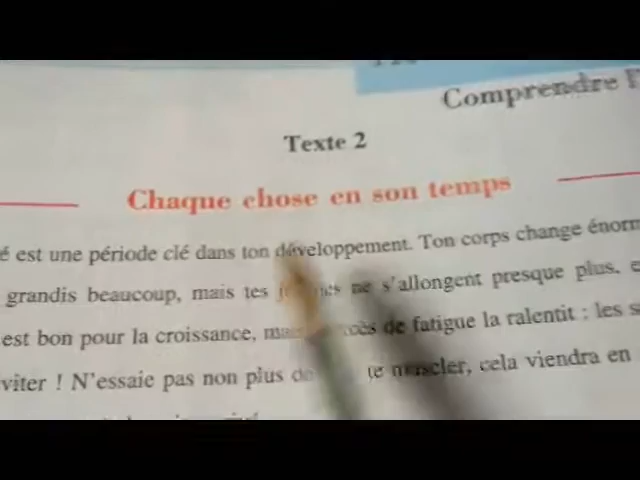 Comprendre
Texte 2
Chaque chose en son temps
é est une période clé dans ton développement. Ton corps change énorm
grandis beaucoup, mais tes ne s'allongent presque plus.
est bon pour la croissance, de fatigue la ralentit : les
viter ! N'essaie pas non plus te muscler, cela viendra en